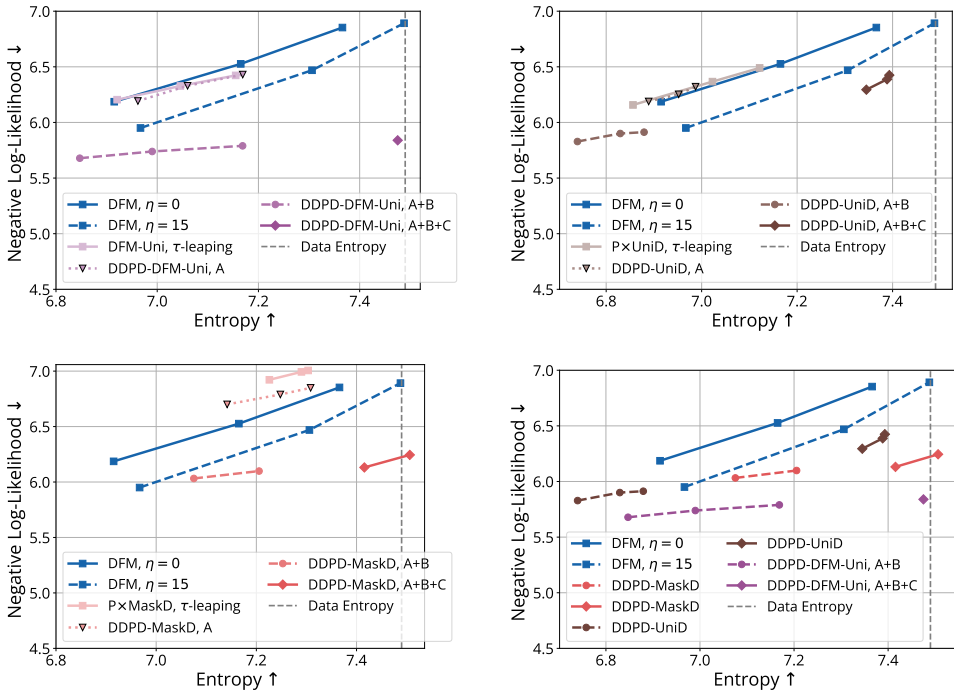 7.0
6.5
6.0
5.5
5.0
4.5
Negative Log-Likelihood ↓
DFM, η = 0
DFM, η = 15
DFM-Uni, τ-leaping
DDPD-DFM-Uni, A
DDPD-DFM-Uni, A+B
DDPD-DFM-Uni, A+B+C
Data Entropy
6.8 7.0 7.2 7.4
Entropy ↑
7.0
6.5
6.0
5.5
5.0
4.5
Negative Log-Likelihood ↓
DFM, η = 0
DFM, η = 15
P×UniD, τ-leaping
DDPD-UniD, A
DDPD-UniD, A+B
DDPD-UniD, A+B+C
Data Entropy
6.8 7.0 7.2 7.4
Entropy ↑
7.0
6.5
6.0
5.5
5.0
4.5
Negative Log-Likelihood ↓
DFM, η = 0
DFM, η = 15
P×MaskD, τ-leaping
DDPD-MaskD, A
DDPD-MaskD, A+B
DDPD-MaskD, A+B+C
Data Entropy
6.8 7.0 7.2 7.4
Entropy ↑
7.0
6.5
6.0
5.5
5.0
4.5
Negative Log-Likelihood ↓
DFM, η = 0
DFM, η = 15
DDPD-MaskD
DDPD-MaskD
DDPD-UniD
DDPD-UniD
DDPD-DFM-Uni, A+B
DDPD-DFM-Uni, A+B+C
Data Entropy
6.8 7.0 7.2 7.4
Entropy ↑